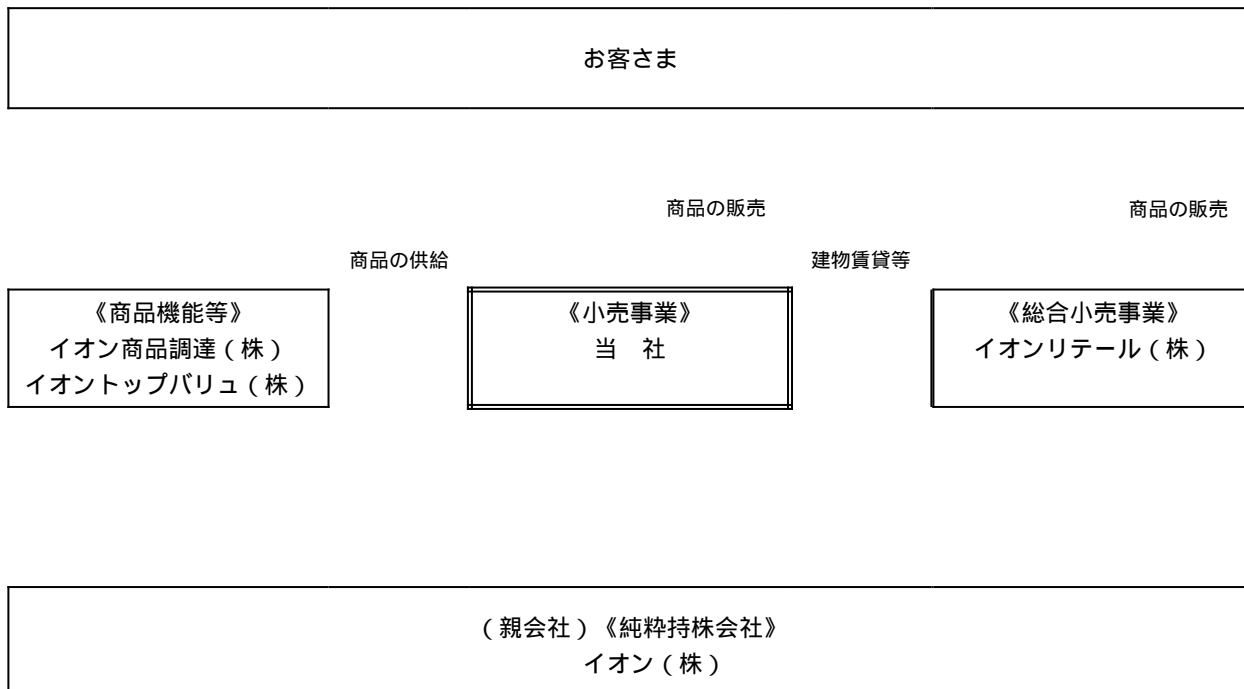 お客さま
商品の販売
商品の販売
商品の供給
建物賃貸等
《商品機能等》
イオン商品調達（株）
イオントップバリュ（株）
《小売事業》
当　社
《総合小売事業》
イオンリテール（株）
（親会社）《純粋持株会社》
イオン（株）